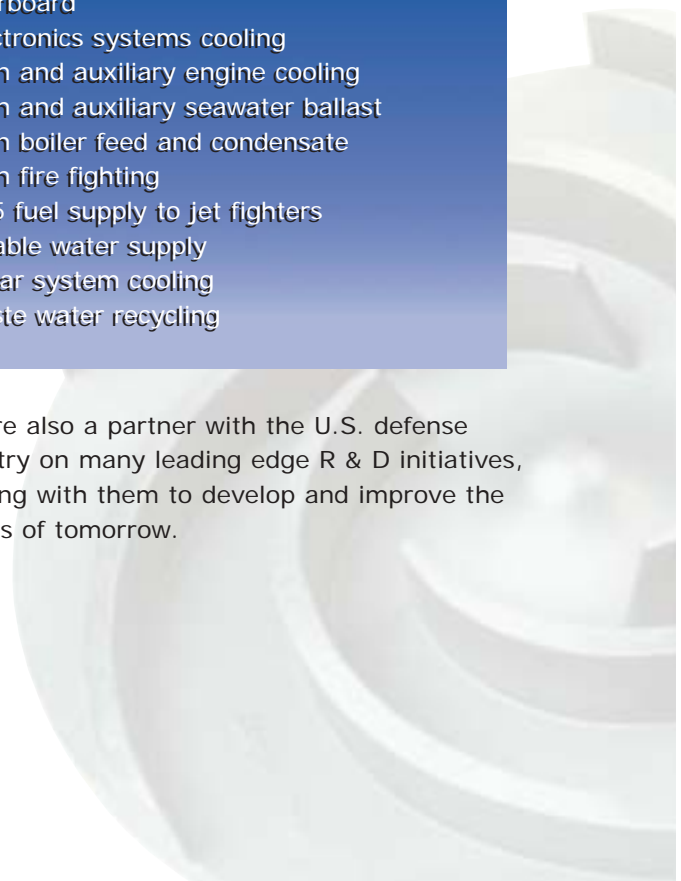 rboard
ctronics systems cooling
n and auxiliary engine cooling
n and auxiliary seawater ballast
n boiler feed and condensate
n fire fighting
5 fuel supply to jet fighters
able water supply
ar system cooling
ste water recycling
re also a partner with the U.S. defense
try on many leading edge R & D initiatives,
ng with them to develop and improve the
s of tomorrow.